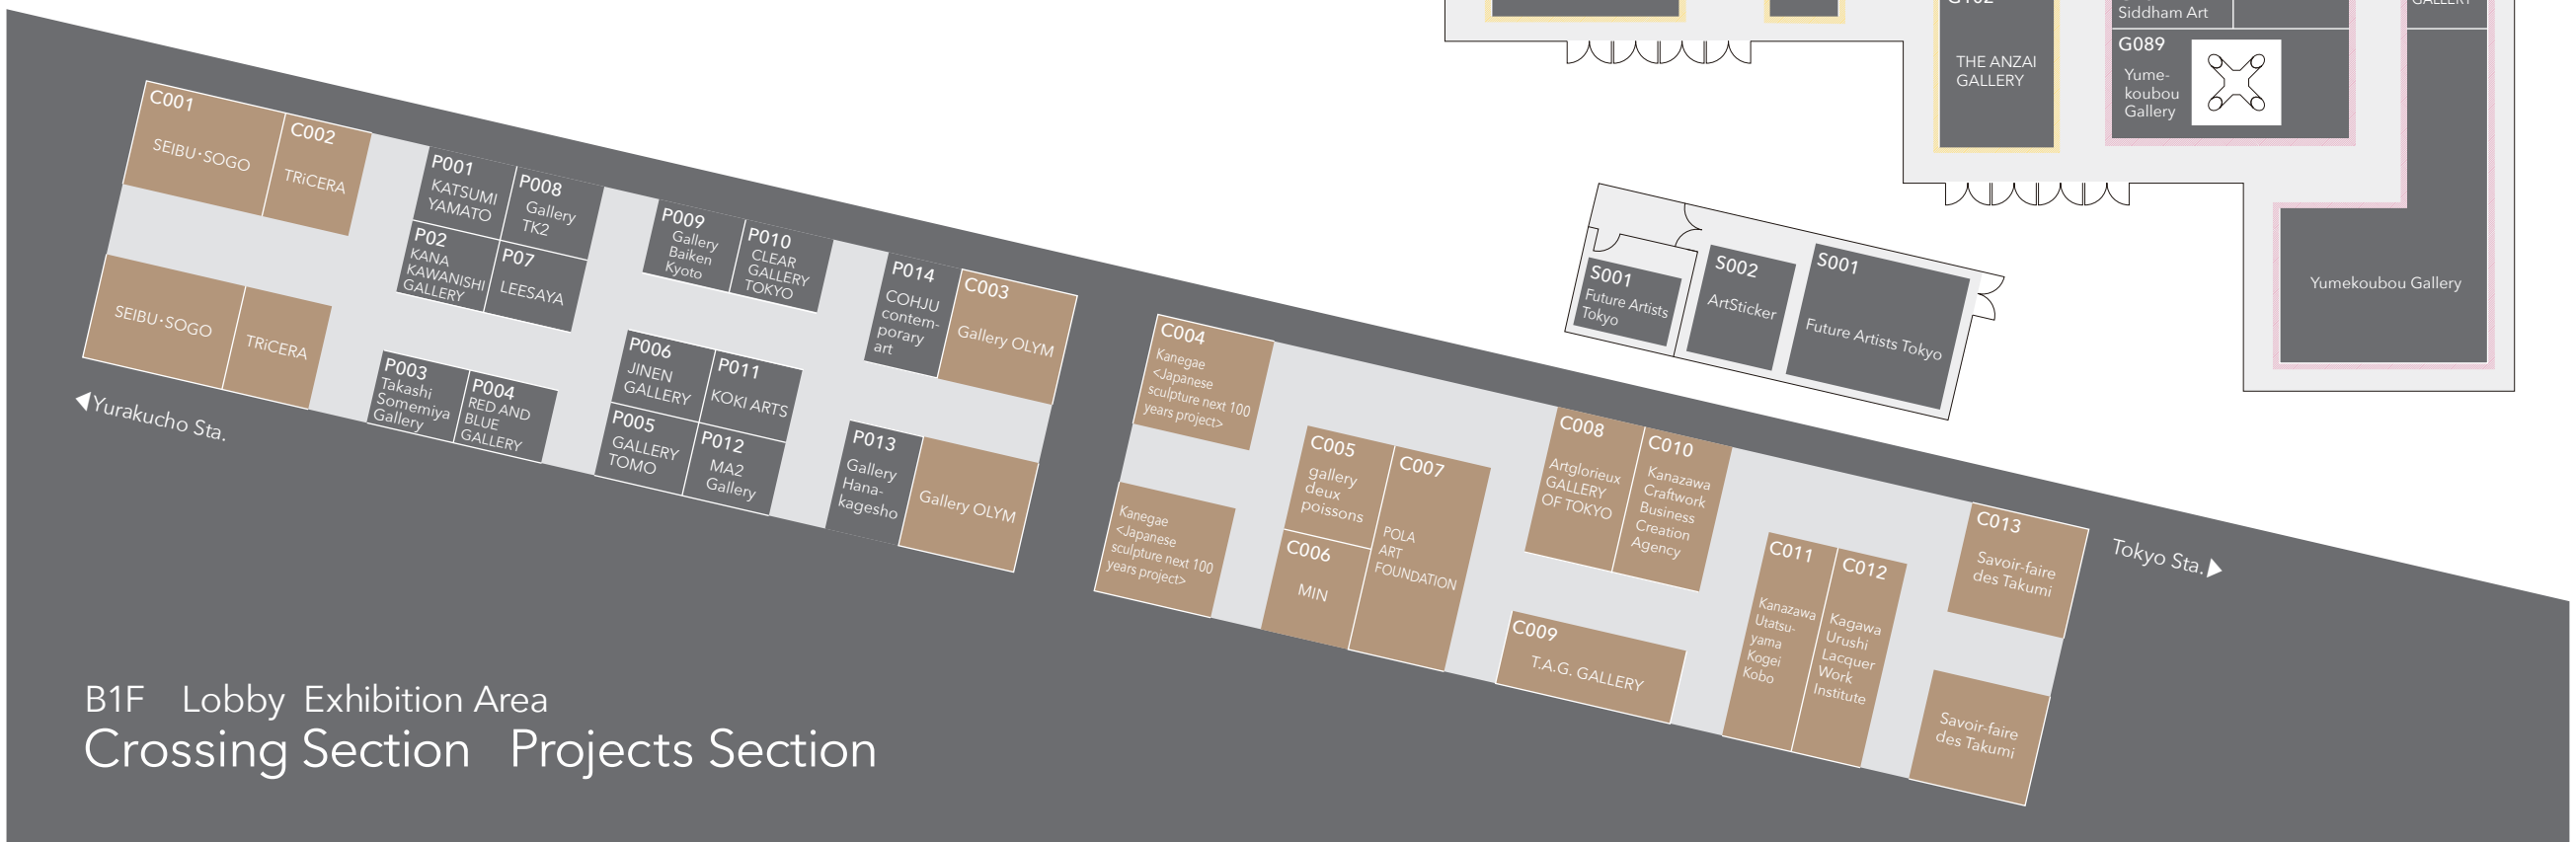 C001
SEIBU･SOGO
C002
TRiCERA
SEIBU･SOGO
TRiCERA
P001
KATSUMI
YAMATO
P008
Gallery
TK2
P02
KANA
KAWANISHI
GALLERY
P07
LEESAYA
P003
Takashi
Somemiya
Gallery
P004
RED AND
BLUE
GALLERY
P009
Gallery
Baiken
Kyoto
P010
CLEAR
GALLERY
TOKYO
P006
JINEN
GALLERY
P011
KOKI ARTS
P005
GALLERY
TOMO
P012
MA2
Gallery
P014
COHJU
contem-
porary
art
C003
Gallery OLYM
P013
Gallery
Hana-
kagesho
Gallery OLYM
C004
Kanegae
<Japanese
sculpture next 100
years project>
Kanegae
<Japanese
sculpture next 100
years project>
C005
gallery
deux
poissons
C006
MIN
C007
POLA
ART
FOUNDATION
C008
Artglorieux
GALLERY
OF TOKYO
C010
Kanazawa
Craftwork
Business
Creation
Agency
C009
T.A.G. GALLERY
C011
Kanazawa
Utatsu-
yama
Kogei
Kobo
C012
Kagawa
Urushi
Lacquer
Work
Institute
C013
Savoir-faire
des Takumi
Savoir-faire
des Takumi
S001
Future Artists
Tokyo
S002
ArtSticker
S001
Future Artists Tokyo
G102
THE ANZAI
GALLERY
Siddham Art
G089
Yume-
koubou
Gallery
GALLERY
Yumekoubou Gallery
Yurakucho Sta.
Tokyo Sta.
B1F Lobby Exhibition Area
Crossing Section Projects Section